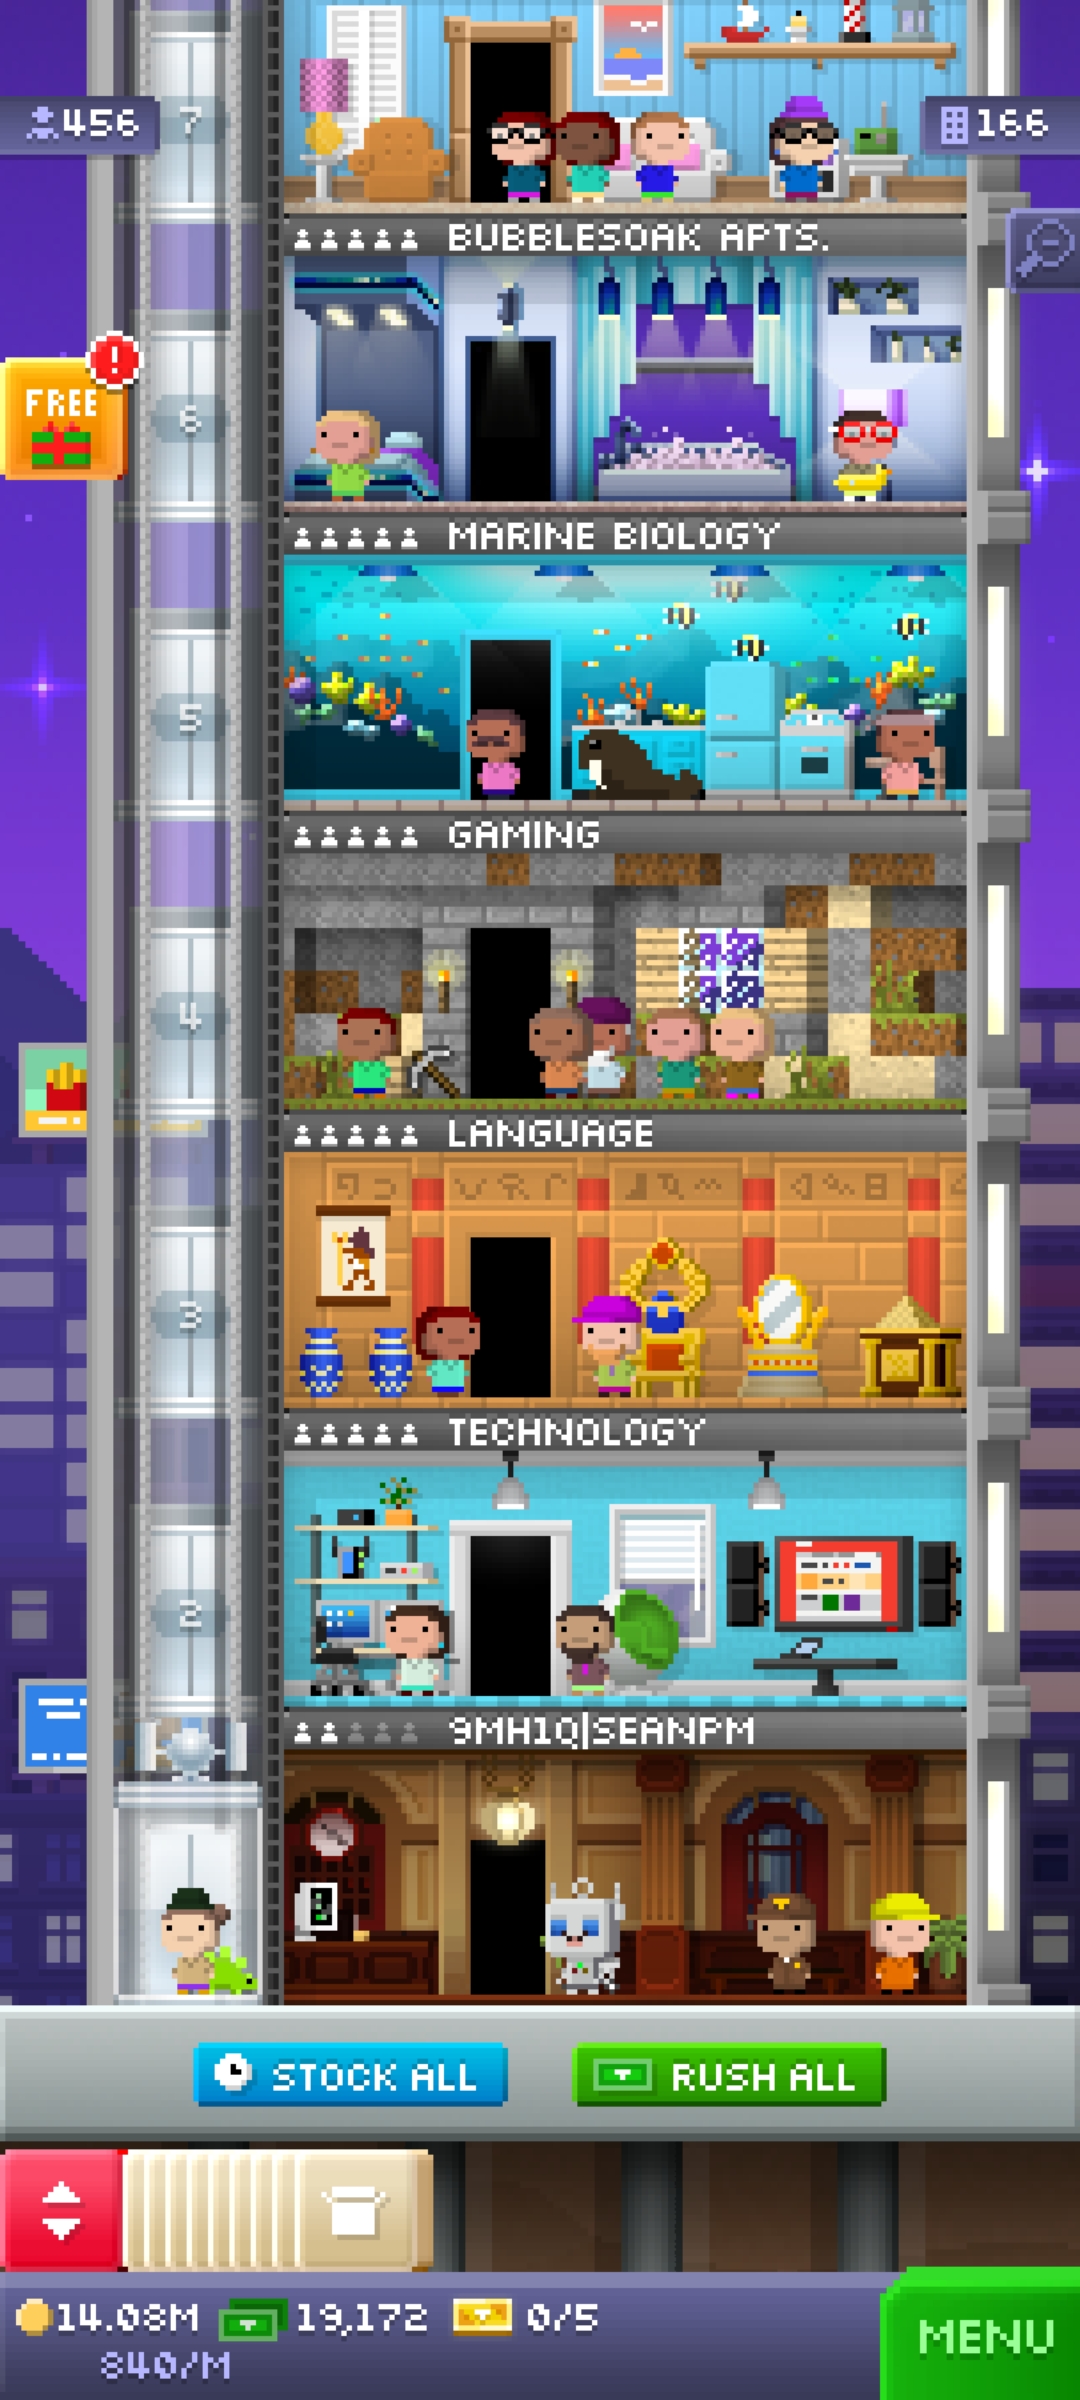 7
456
166
BUBBLESOAK APTS.
FREE
!
6
MARINE BIOLOGY
5
GAMING
4
LANGUAGE
3
TECHNOLOGY
2
9MH1Q|SEANPM
STOCK ALL
RUSH ALL
14.08M
19,172
0/5
840/M
MENU